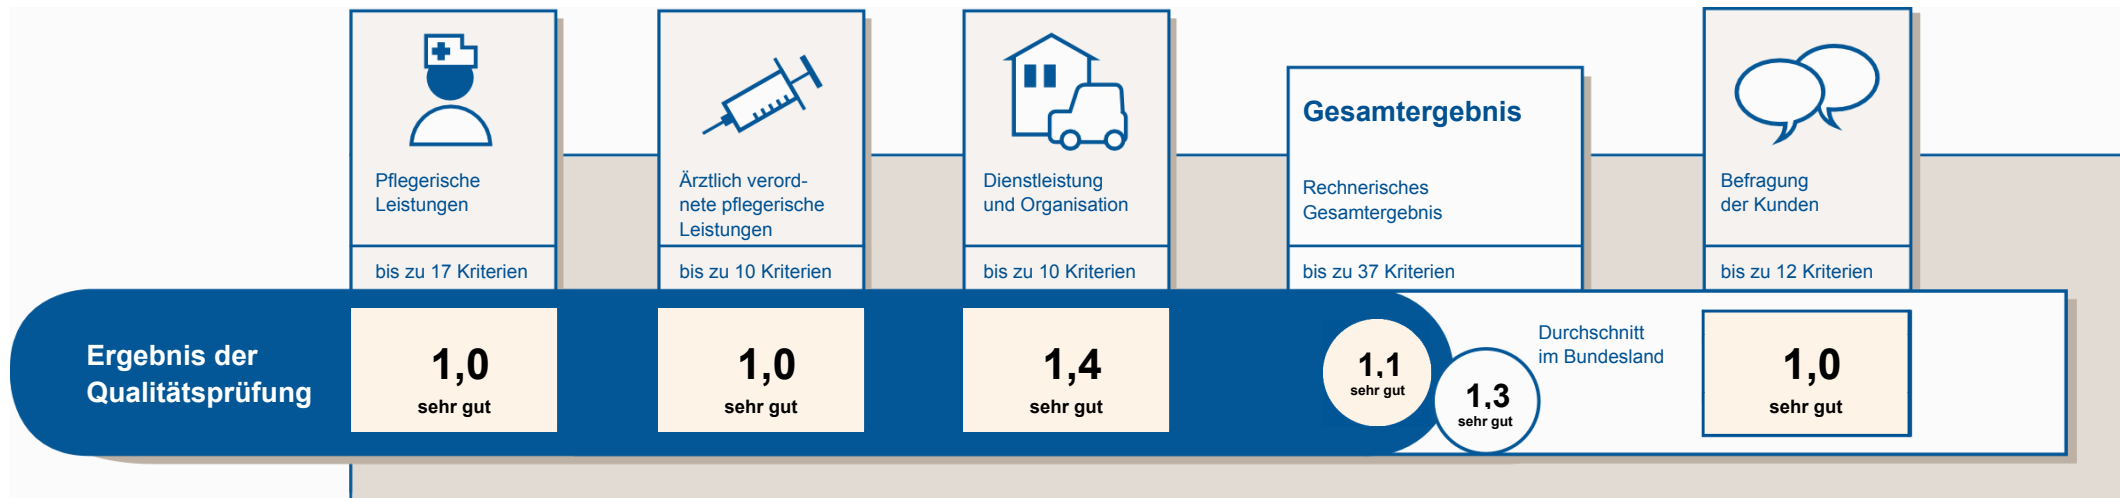 Pflegerische
Leistungen
bis zu 17 Kriterien
Ärztlich verord-
nete pflegerische
Leistungen
bis zu 10 Kriterien
Dienstleistung
und Organisation
bis zu 10 Kriterien
Gesamtergebnis
Rechnerisches
Gesamtergebnis
bis zu 37 Kriterien
Befragung
der Kunden
bis zu 12 Kriterien
Ergebnis der
Qualitätsprüfung
1,0
sehr gut
1,0
sehr gut
1,4
sehr gut
1,1
sehr gut
1,3
sehr gut
Durchschnitt
im Bundesland
1,0
sehr gut